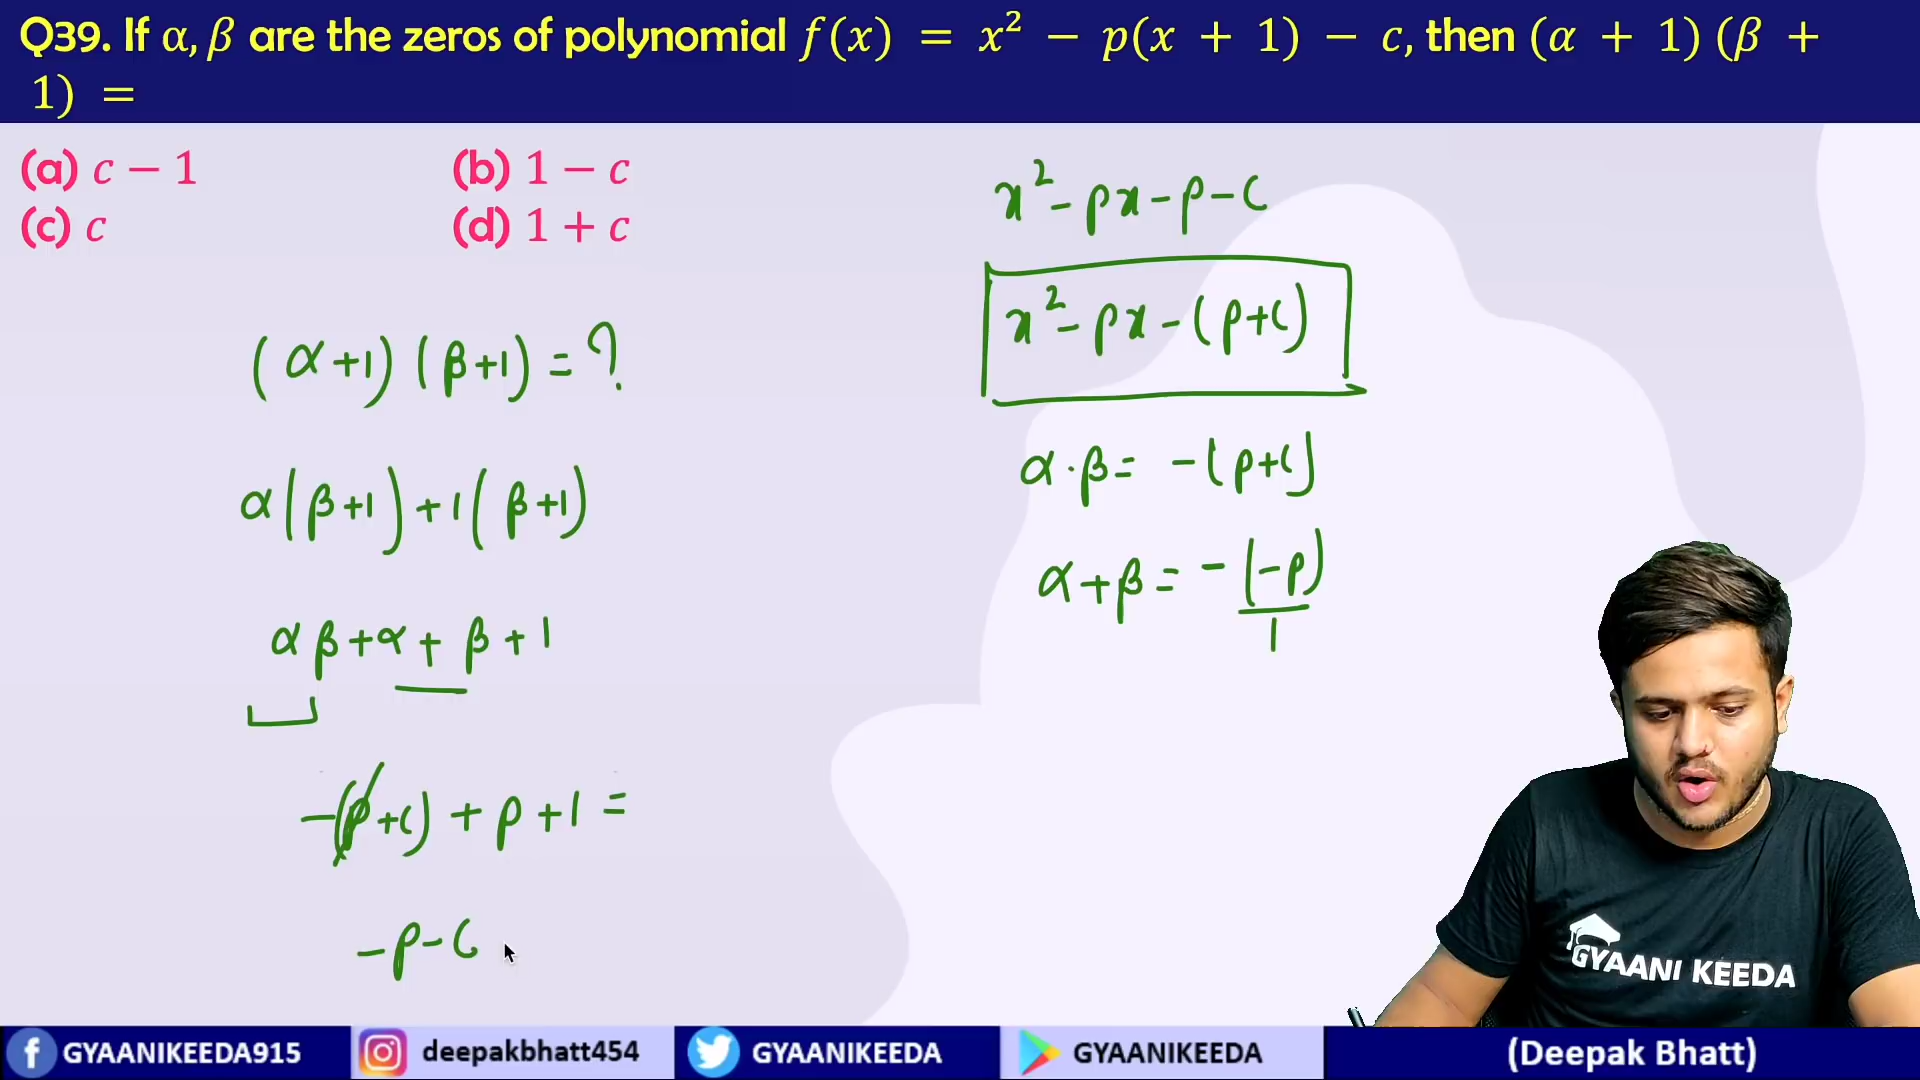 Q39. If α, β are the zeros of polynomial f(x) = x² − p(x + 1) − c, then (α + 1) (β +
1) =
(a) c − 1
(b) 1 − c
(c) c
(d) 1 + c
(α+1) (β+1) = ?
α(β+1)+1(β+1)
αβ+α+β+1
-(p+c) + p+1 =
-p-c
x²-px-p-c
x²-px-(p+c)
α·β= -(p+c)
α+β= -(-p)
1
GYAANI KEEDA
GYAANIKEEDA915
deepakbhatt454
GYAANIKEEDA
GYAANIKEEDA
(Deepak Bhatt)